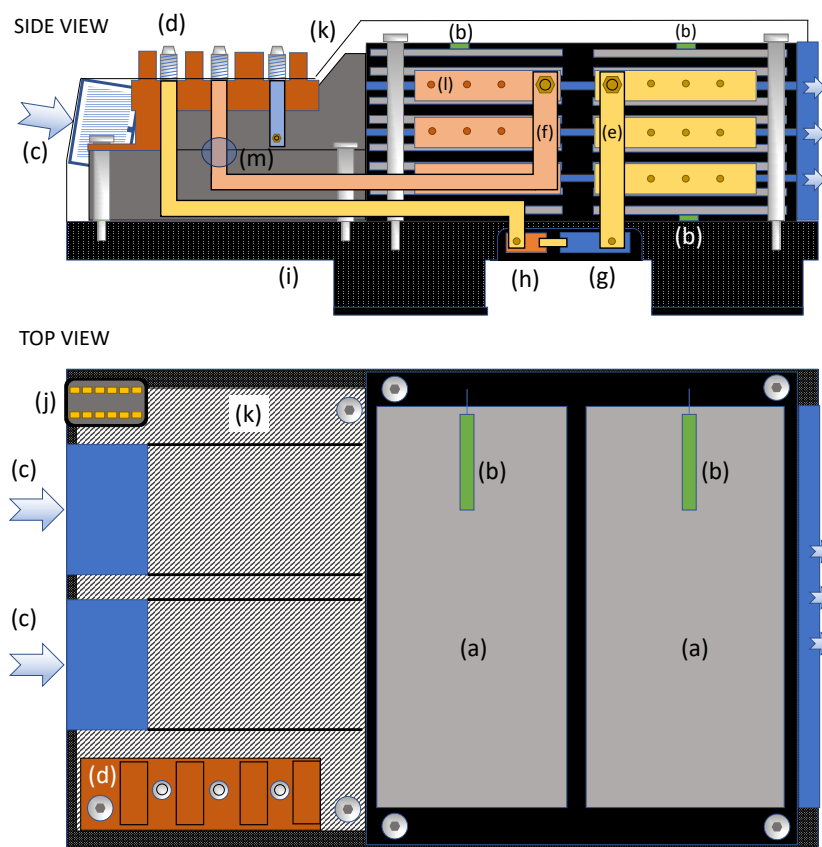 SIDE VIEW
(d)
(k)
(b)
(b)
(c)
(l)
(f)
(e)
(m)
(b)
(i)
(h)
(g)
TOP VIEW
(j)
(k)
(c)
(b)
(b)
(c)
(a)
(a)
(d)